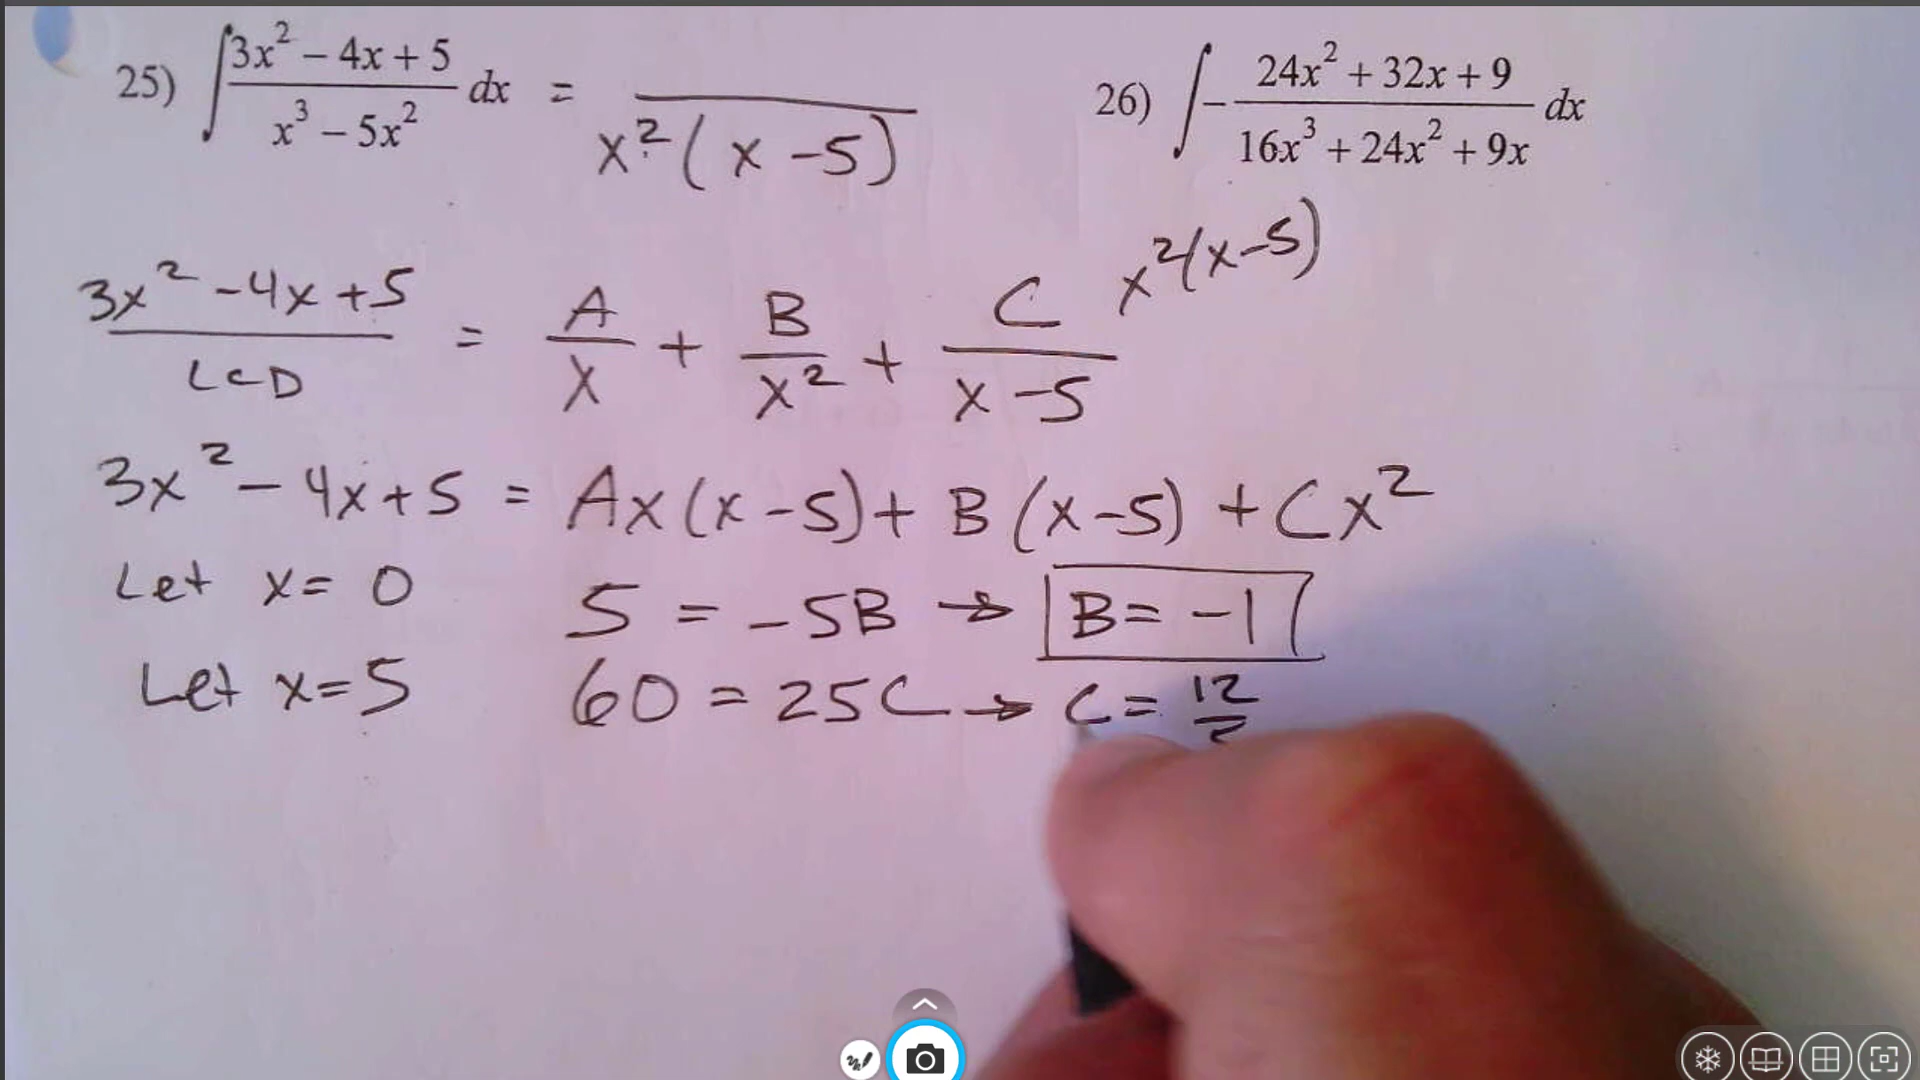 25) ∫ (3x² − 4x + 5)/(x³ − 5x²) dx = ———/(x²(x − 5))
26) ∫ − (24x² + 32x + 9)/(16x³ + 24x² + 9x) dx
x²(x−5)
(3x² − 4x + 5)/LCD = A/x + B/x² + C/(x − 5)
3x² − 4x + 5 = Ax(x − 5) + B(x − 5) + Cx²
Let x = 0    5 = −5B → B = −1
Let x = 5    60 = 25C → C = 12/